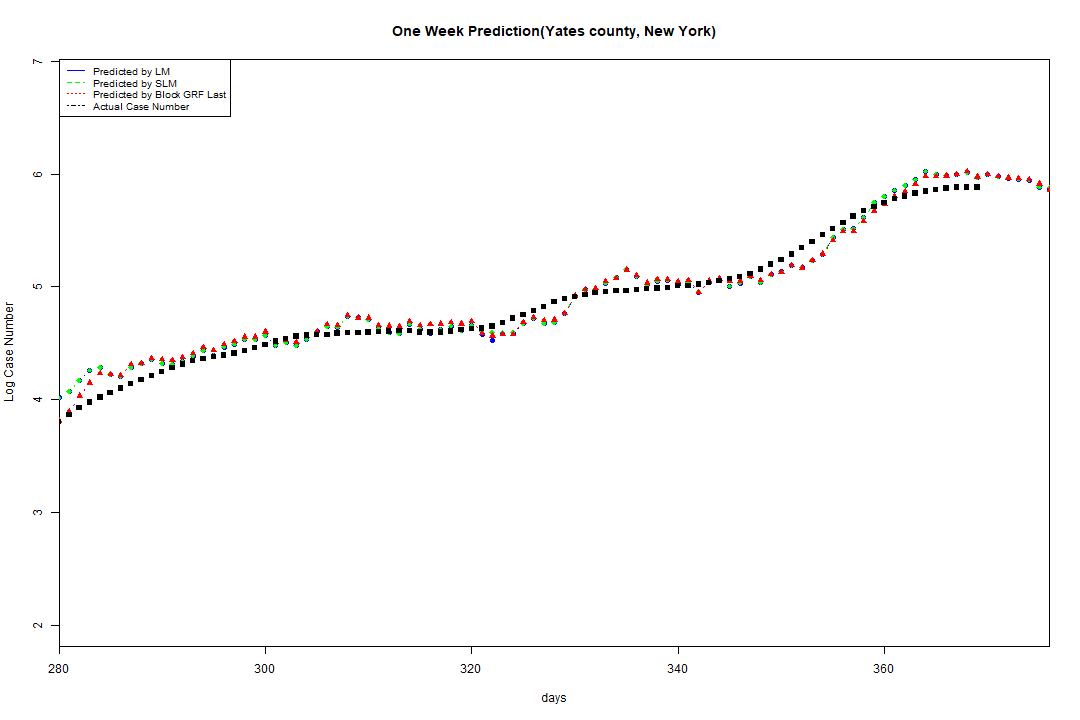 One Week Prediction(Yates county, New York)
Predicted by LM
Predicted by SLM
Predicted by Block GRF Last
Actual Case Number
7
6
5
4
3
2
Log Case Number
280 300 320 340 360
days